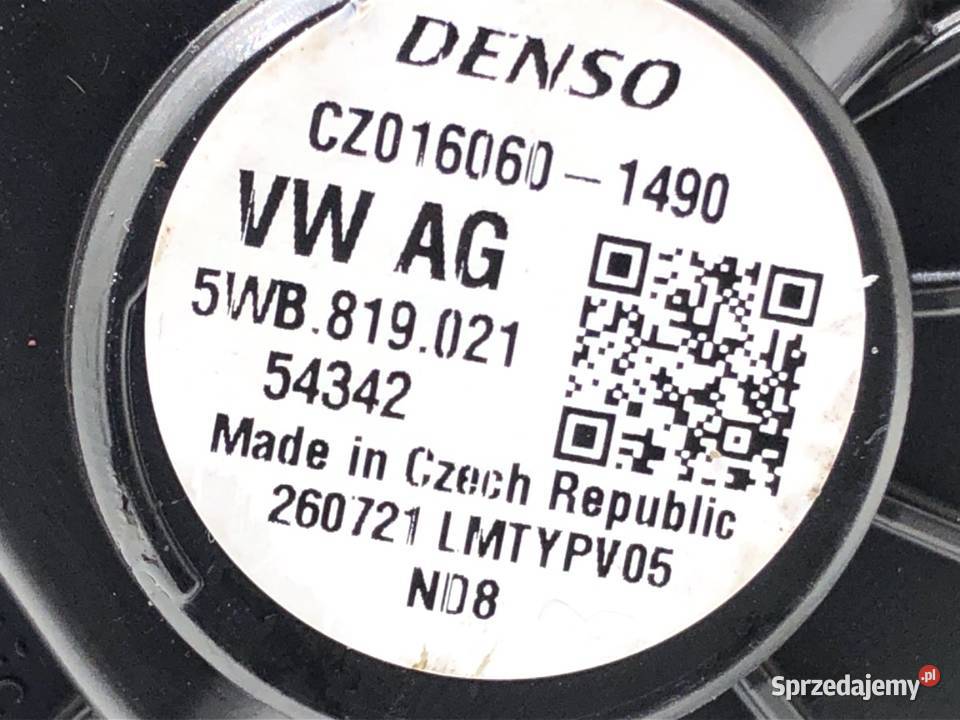 DENSO
CZ016060-1490
VW AG
5WB.819.021
54342
Made in Czech Republic
260721 LMTYPV05
ND8
Sprzedajemy.pl